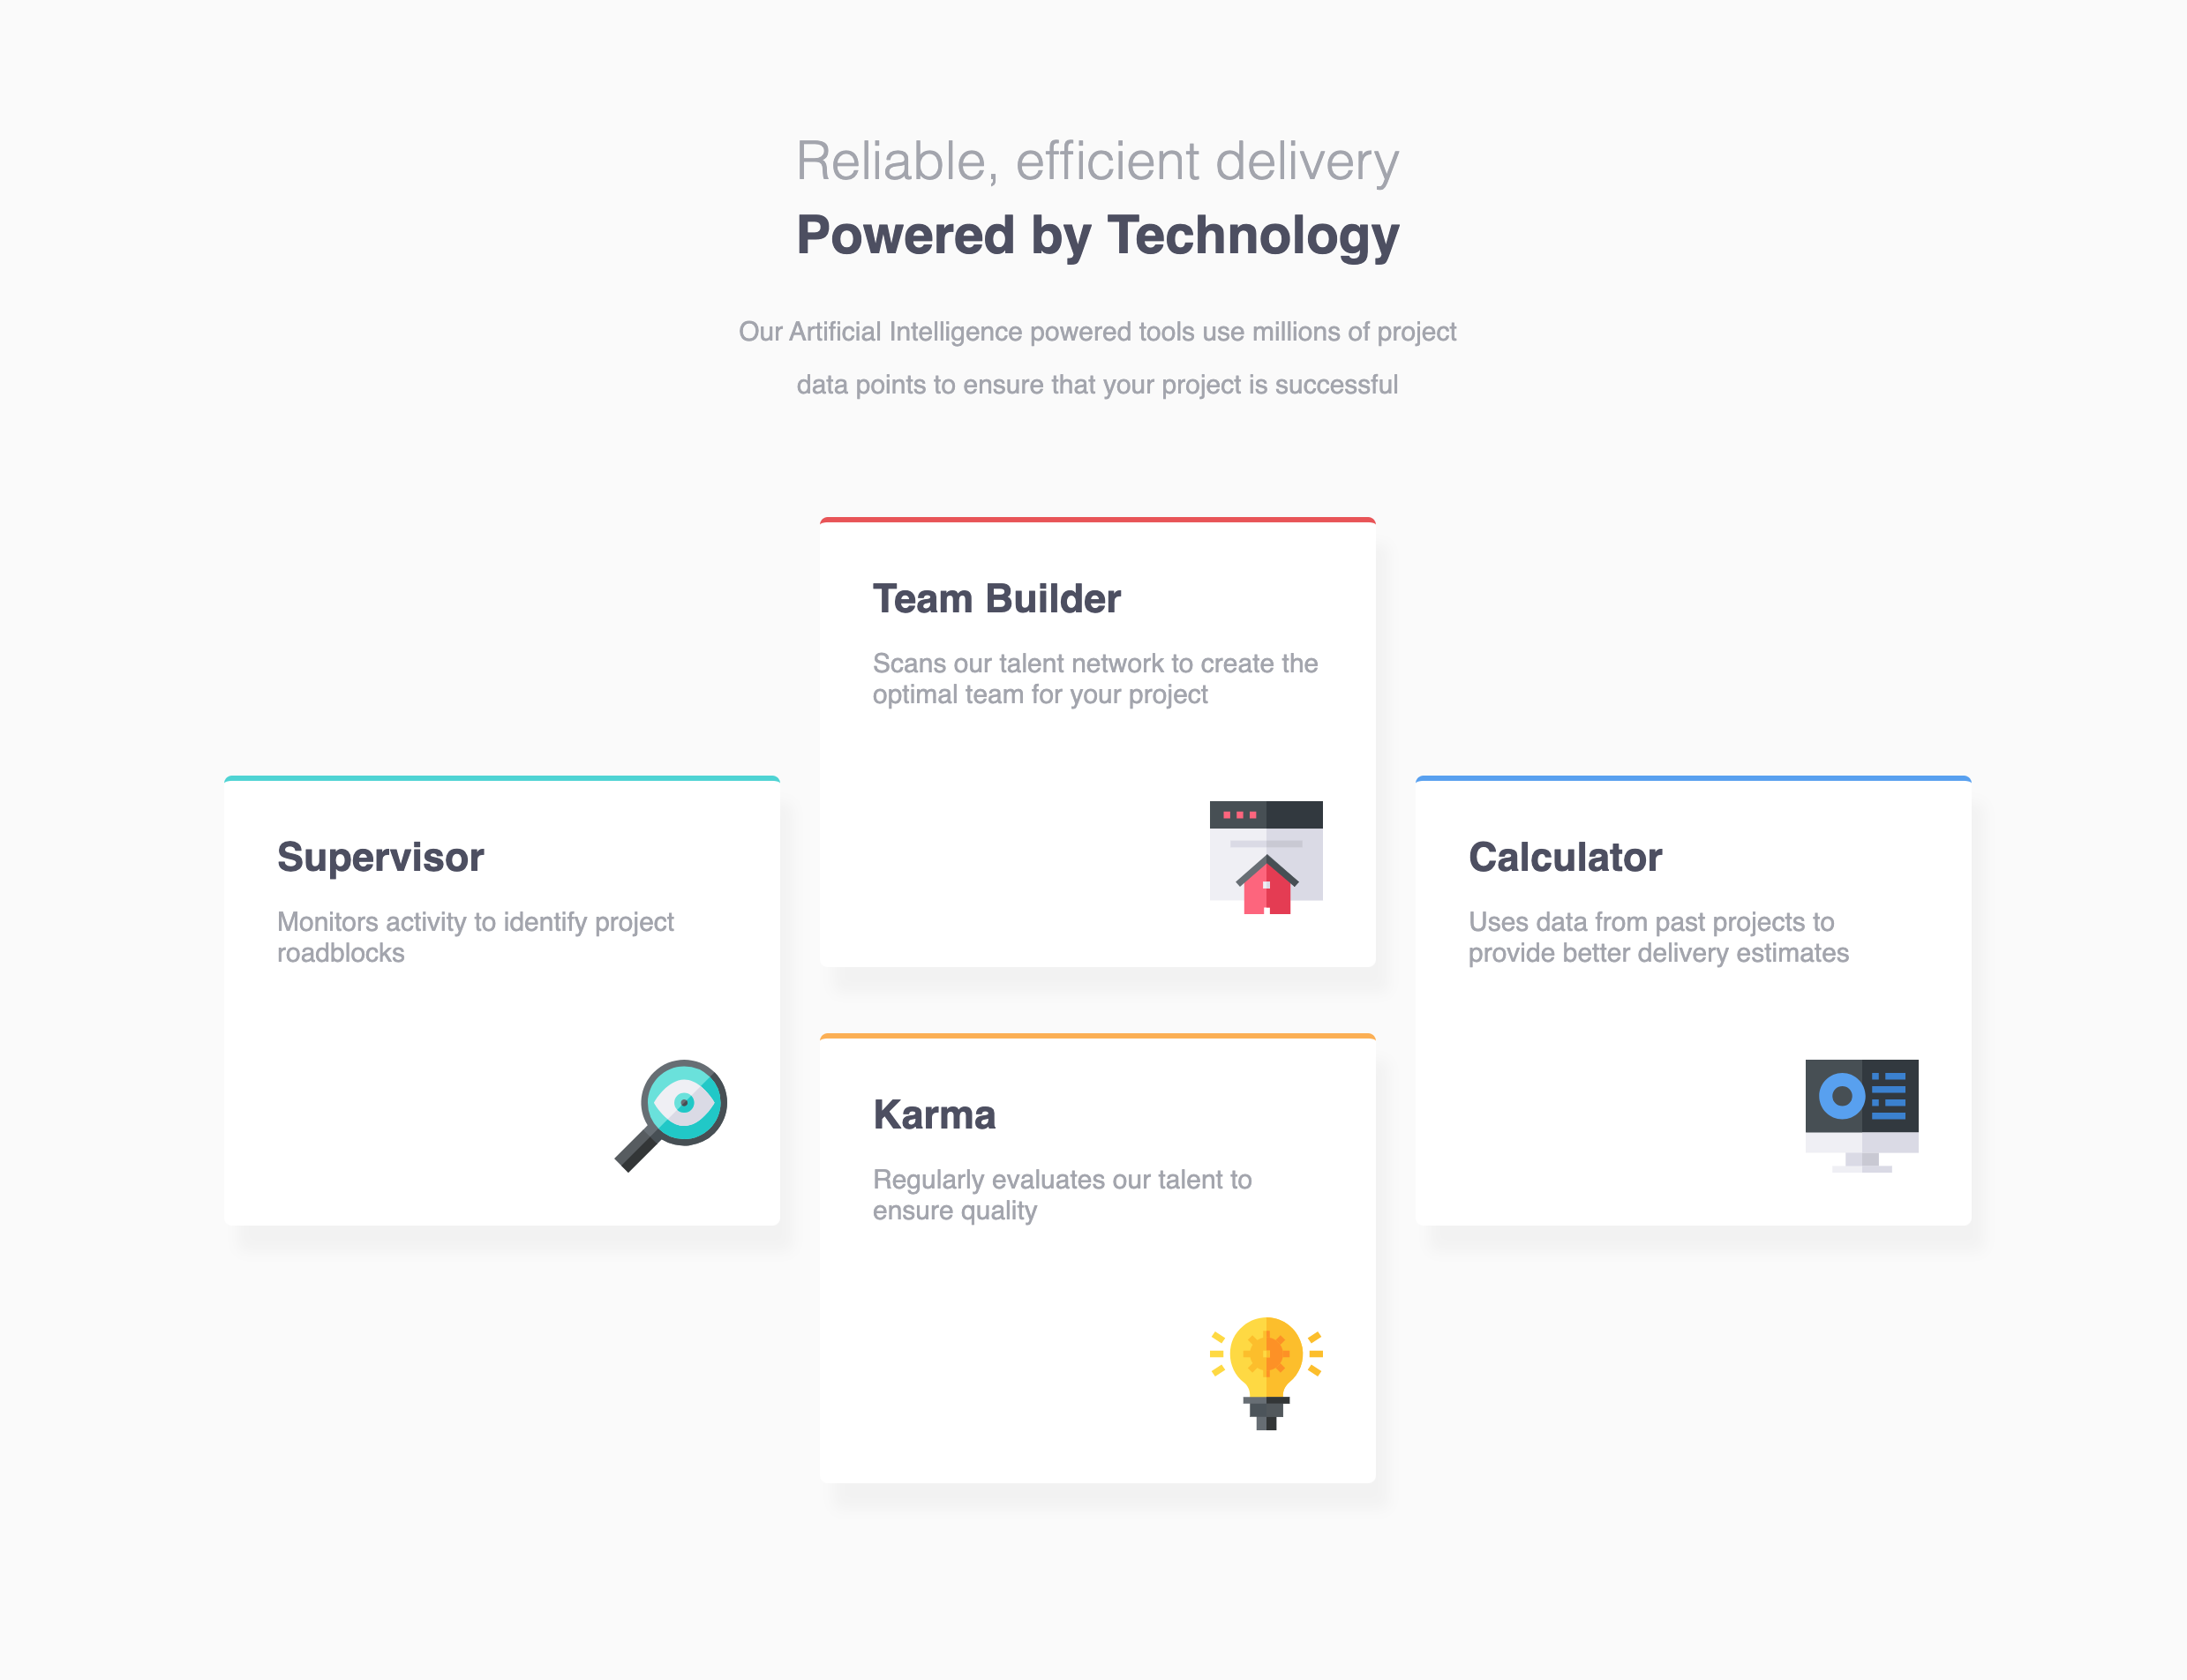 Reliable, efficient delivery
Powered by Technology
Our Artificial Intelligence powered tools use millions of project
data points to ensure that your project is successful
Team Builder
Scans our talent network to create the
optimal team for your project
Supervisor
Monitors activity to identify project
roadblocks
Calculator
Uses data from past projects to
provide better delivery estimates
Karma
Regularly evaluates our talent to
ensure quality